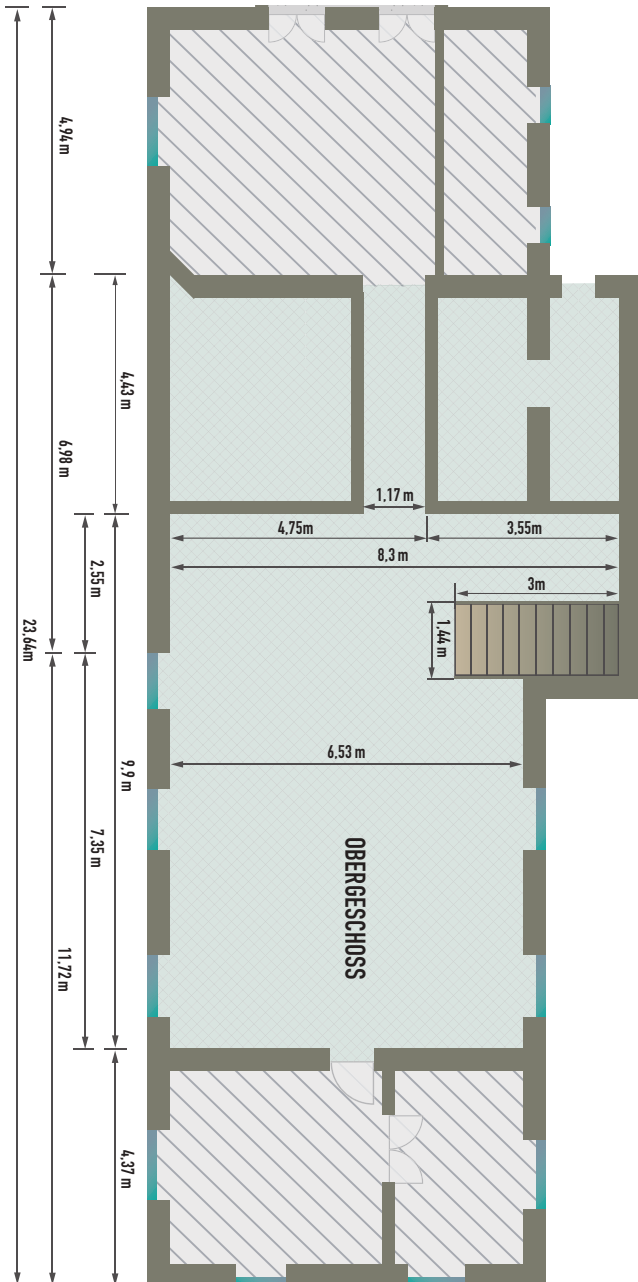 4,94 m
4,43 m
6,98 m
1,17 m
4,75m
3,55m
8,3 m
2,55 m
3m
1,44 m
23,64m
6,53 m
9,9 m
7,35 m
OBERGESCHOSS
11,72 m
4,37 m